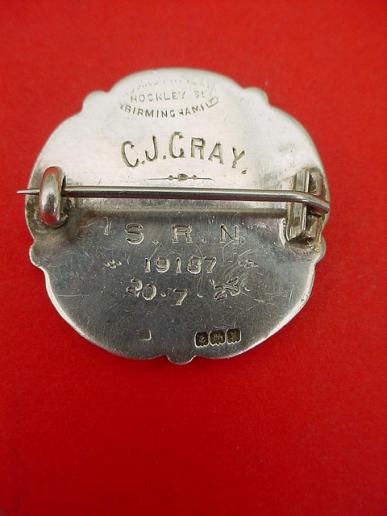 HOCKLEY ST
BIRMINGHAM
C.J.GRAY.
S.R.N.
19187
20·7 23